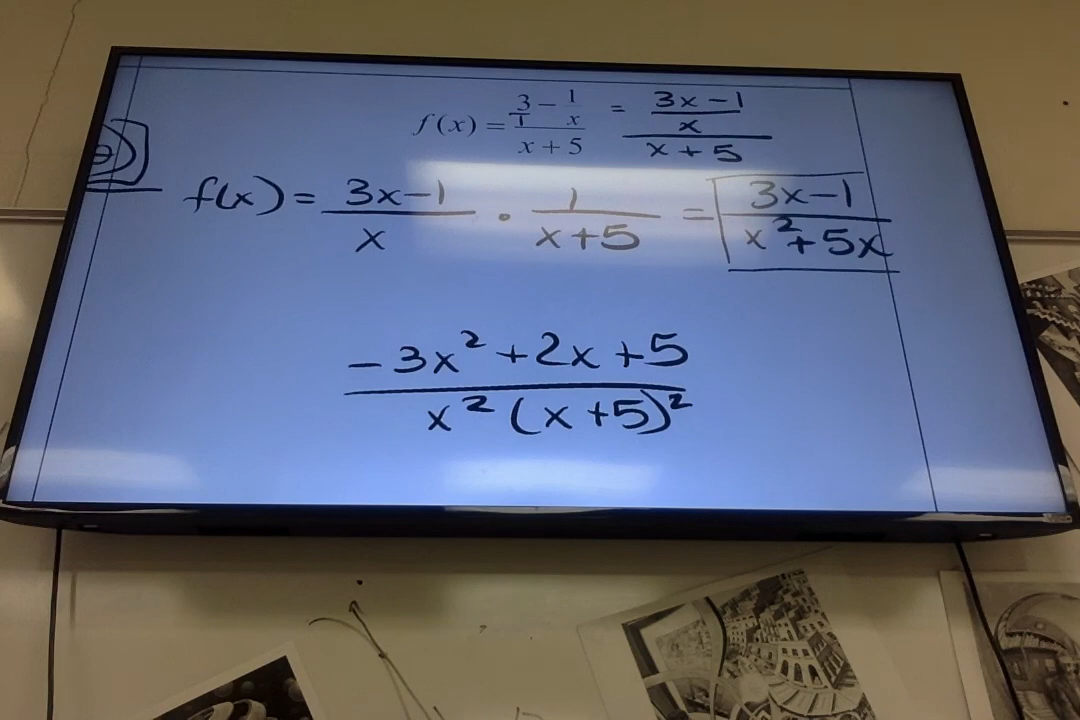 f(x) = (3/1 - 1/x)/(x + 5) = ((3x - 1)/x)/(x + 5)
f(x) = (3x - 1)/x · 1/(x + 5) = (3x - 1)/(x² + 5x)
(-3x² + 2x + 5)/(x² (x + 5)²)